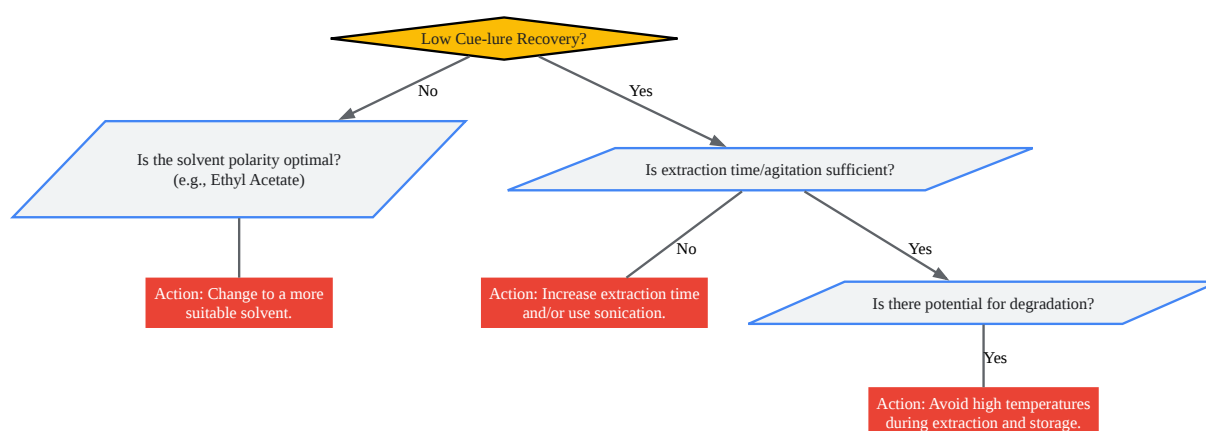 Low Cue-lure Recovery?
No
Yes
Is the solvent polarity optimal?
(e.g., Ethyl Acetate)
Is extraction time/agitation sufficient?
No
Yes
Action: Change to a more
suitable solvent.
Action: Increase extraction time
and/or use sonication.
Is there potential for degradation?
Yes
Action: Avoid high temperatures
during extraction and storage.